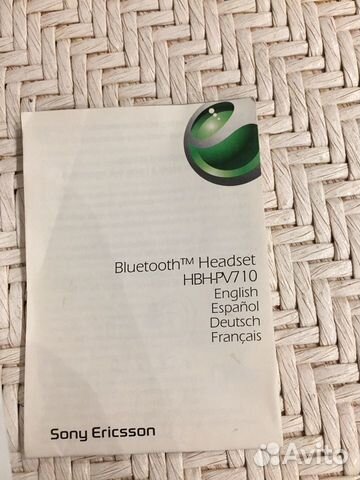 Bluetooth™ Headset
HBH-PV710
English
Español
Deutsch
Français
Sony Ericsson
Avito